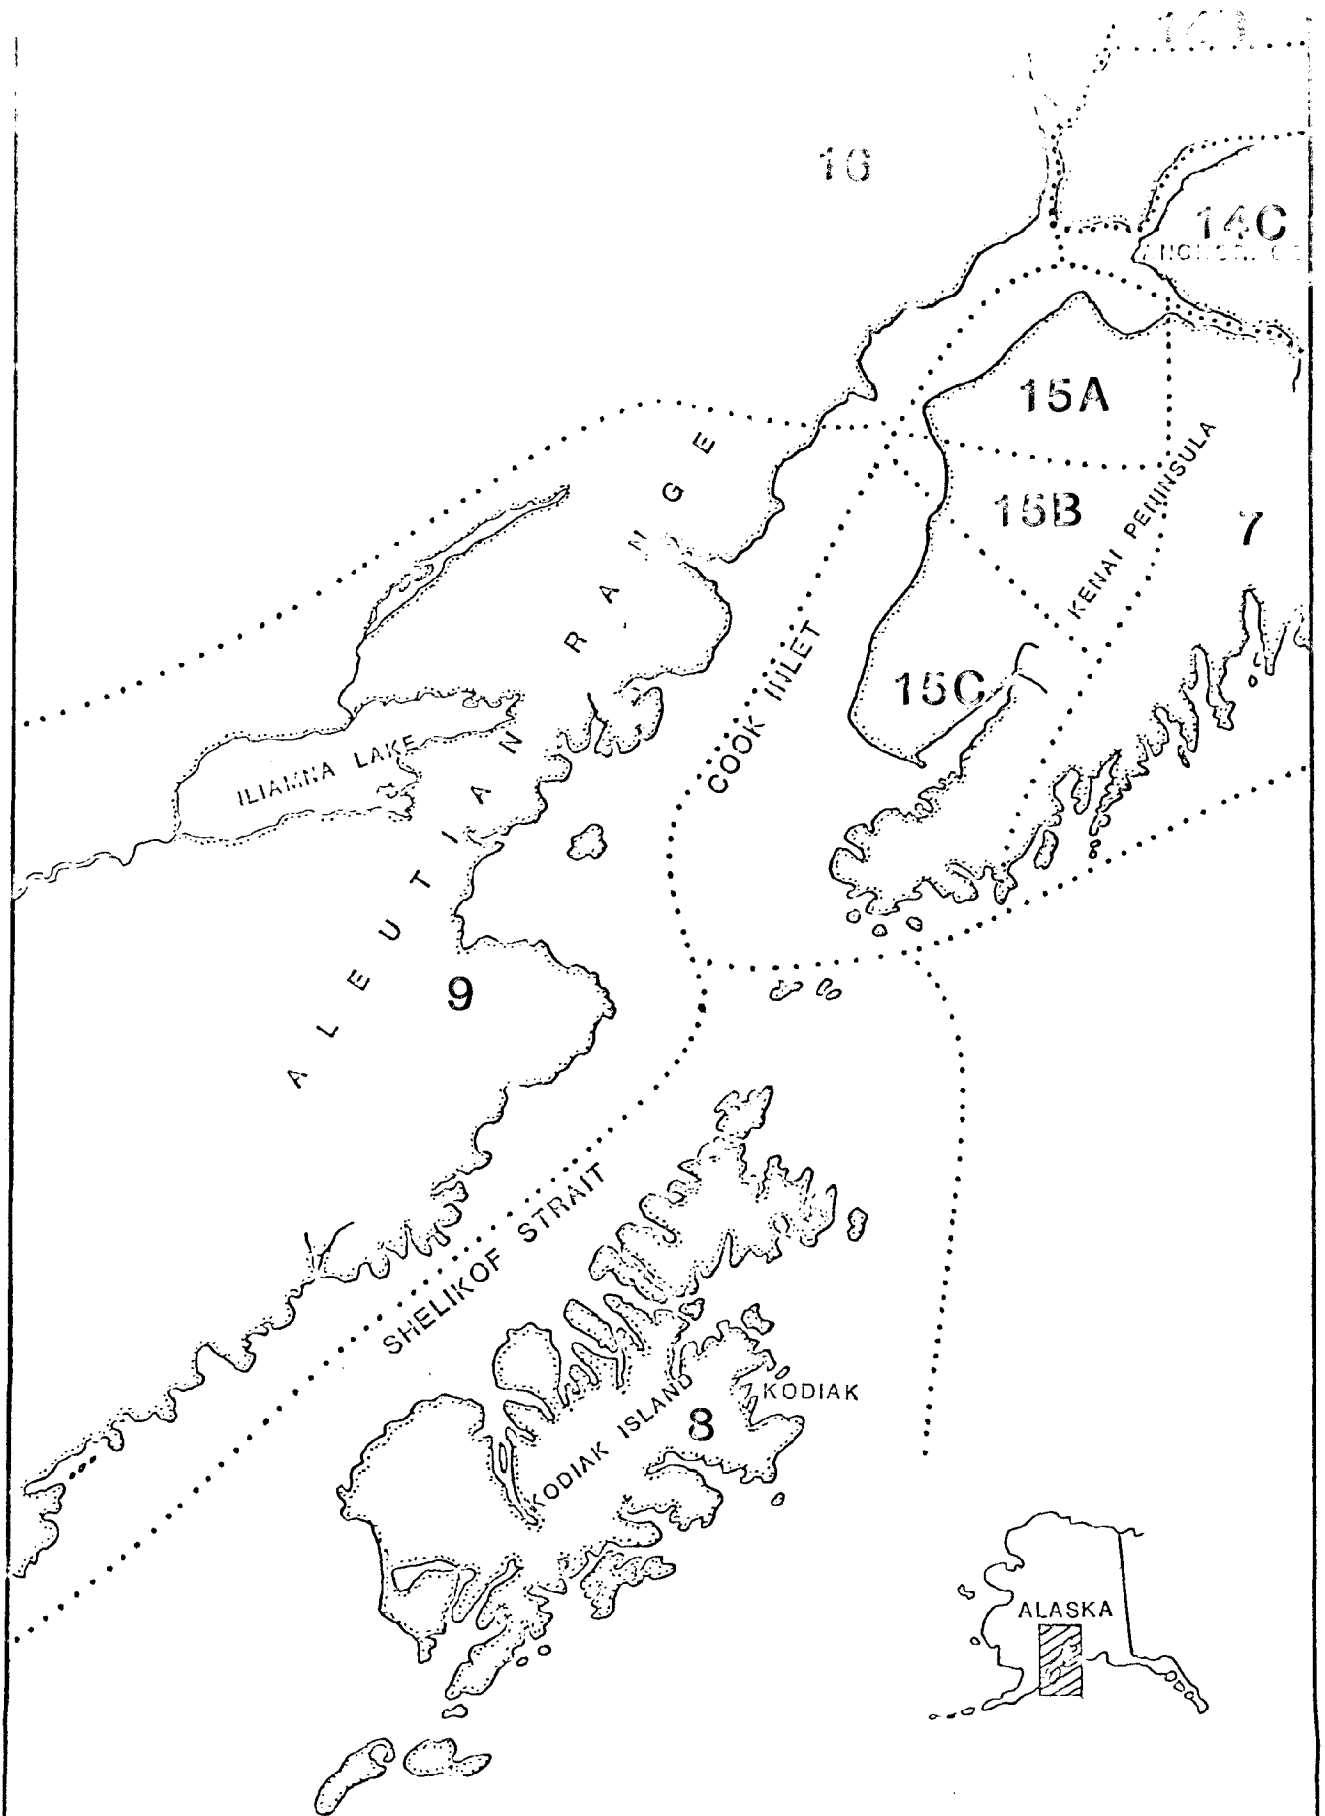 16
14C
15A
15B
KENAI PENINSULA
7
ALEUTIAN RANGE
COOK INLET
15C
ILIAMNA LAKE
9
SHELIKOF STRAIT
KODIAK ISLAND
KODIAK
8
ALASKA